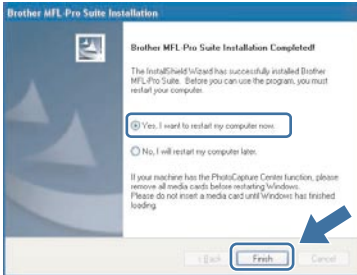 Brother MFL-Pro Suite Installation
Brother MFL-Pro Suite Installation Completed!
The InstallShield Wizard has successfully installed Brother
MFL-Pro Suite. Before you can use the program, you must
restart your computer.
Yes, I want to restart my computer now.
No, I will restart my computer later.
If your machine has the PhotoCapture Center function, please
remove all media cards before restarting Windows.
Please do not insert a media card until Windows has finished
loading.
< Back Finish Cancel